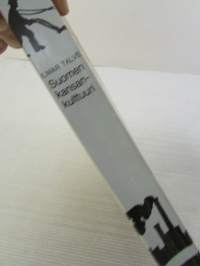 ILMAR TALVE
Suomen
kansan-
kulttuuri